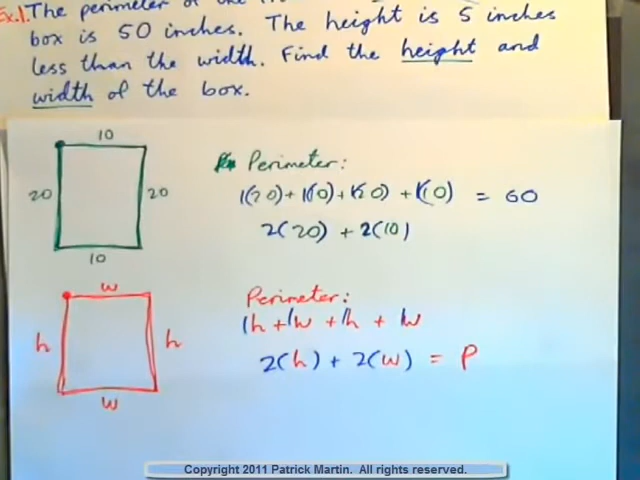 Ex.1. The perimeter of the
box is 50 inches. The height is 5 inches
less than the width. Find the height and
width of the box.
10
20
20
10
Perimeter:
1(20)+1(10)+1(20)+1(10) = 60
2(20) + 2(10)
w
h
h
w
Perimeter:
1h+1w+1h+1w
2(h)+2(w) = P
Copyright 2011 Patrick Martin. All rights reserved.